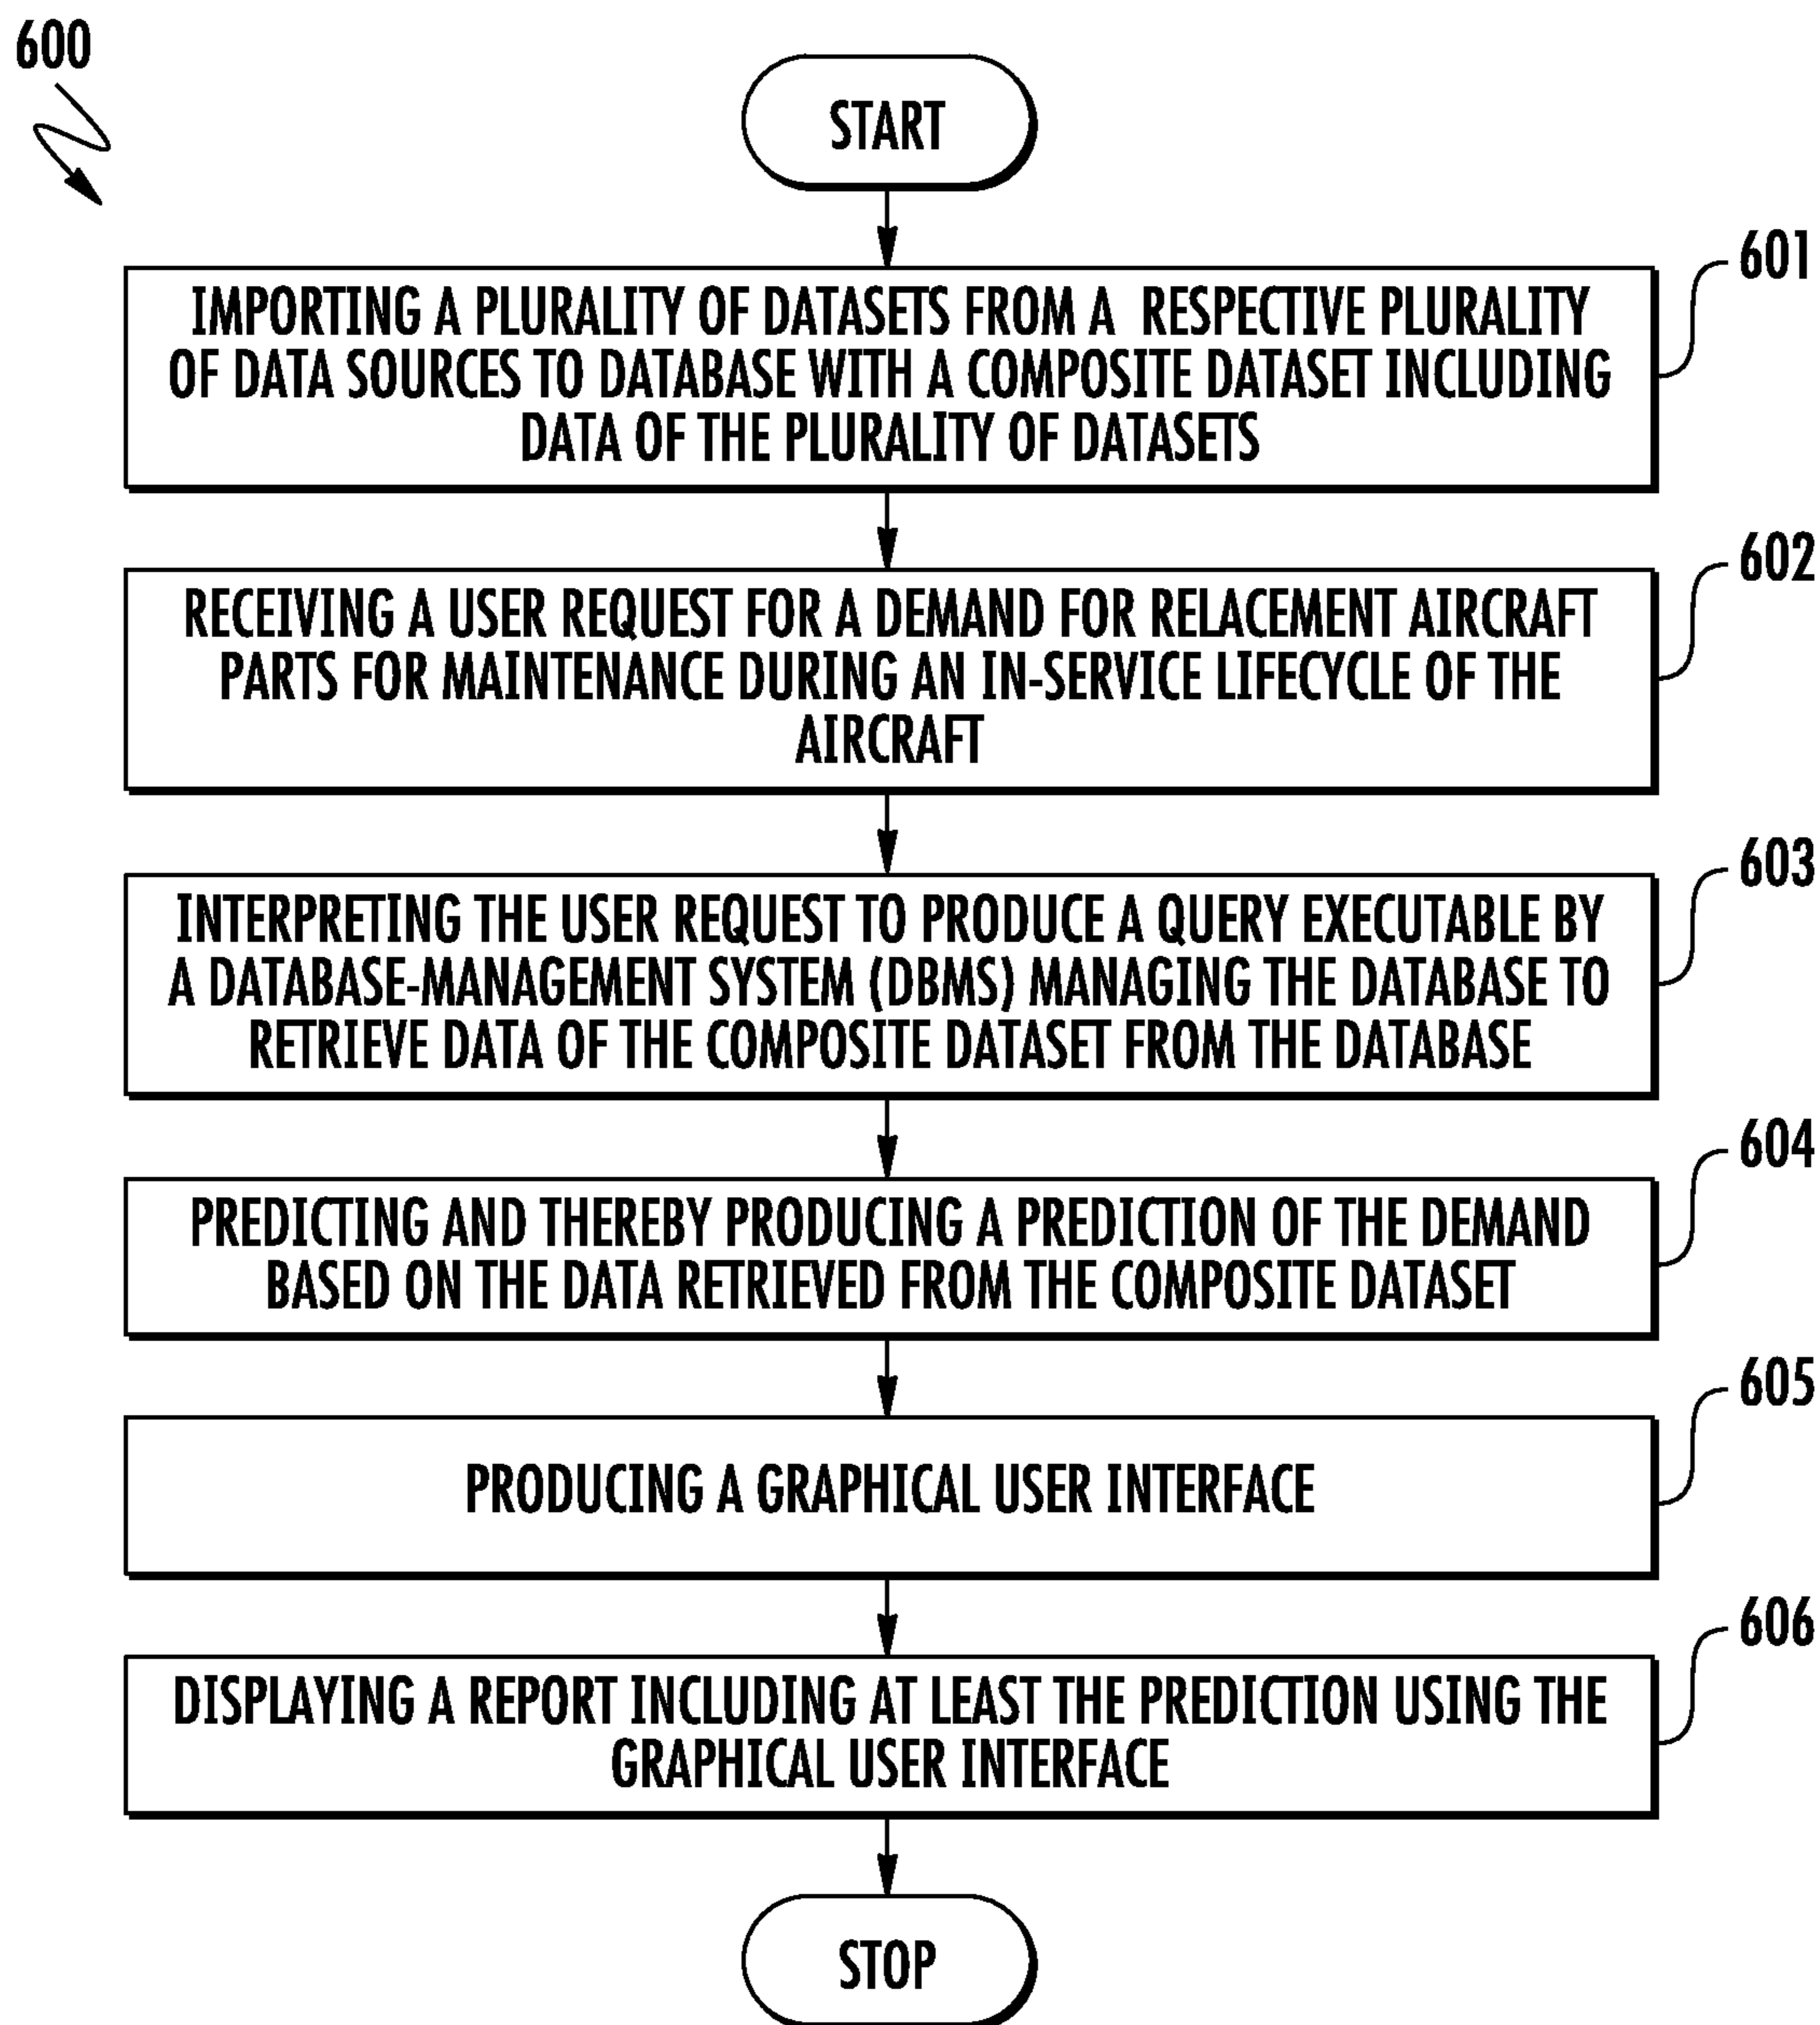 600
START
601
IMPORTING A PLURALITY OF DATASETS FROM A RESPECTIVE PLURALITY
OF DATA SOURCES TO DATABASE WITH A COMPOSITE DATASET INCLUDING
DATA OF THE PLURALITY OF DATASETS
602
RECEIVING A USER REQUEST FOR A DEMAND FOR RELACEMENT AIRCRAFT
PARTS FOR MAINTENANCE DURING AN IN-SERVICE LIFECYCLE OF THE
AIRCRAFT
603
INTERPRETING THE USER REQUEST TO PRODUCE A QUERY EXECUTABLE BY
A DATABASE-MANAGEMENT SYSTEM (DBMS) MANAGING THE DATABASE TO
RETRIEVE DATA OF THE COMPOSITE DATASET FROM THE DATABASE
604
PREDICTING AND THEREBY PRODUCING A PREDICTION OF THE DEMAND
BASED ON THE DATA RETRIEVED FROM THE COMPOSITE DATASET
605
PRODUCING A GRAPHICAL USER INTERFACE
606
DISPLAYING A REPORT INCLUDING AT LEAST THE PREDICTION USING THE
GRAPHICAL USER INTERFACE
STOP